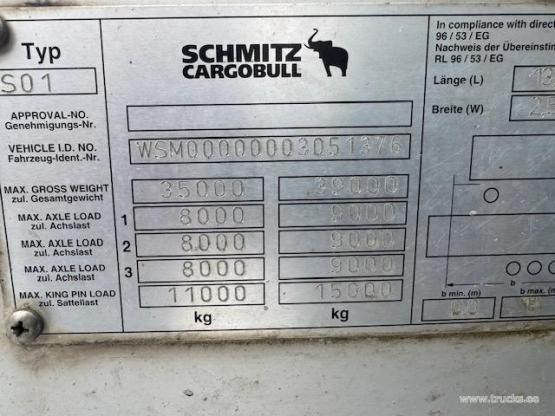 Typ
S01
SCHMITZ
CARGOBULL
In compliance with direct
96 / 53 / EG
Nachweis der Übereinstim
RL 96 / 53 / EG
Länge (L)
Breite (W)
APPROVAL-NO.
Genehmigungs-Nr.
VEHICLE I.D. NO.
Fahrzeug-Ident.-Nr.
WSM00000003051376
MAX. GROSS WEIGHT
zul. Gesamtgewicht
35000 39000
MAX. AXLE LOAD
zul. Achslast
1 8000 9000
MAX. AXLE LOAD
zul. Achslast
2 8000 9000
MAX. AXLE LOAD
zul. Achslast
3 8000 9000
MAX. KING PIN LOAD
zul. Sattellast
11000 15000
kg kg
b
b min. (m) b max. (m
www.trucks.es